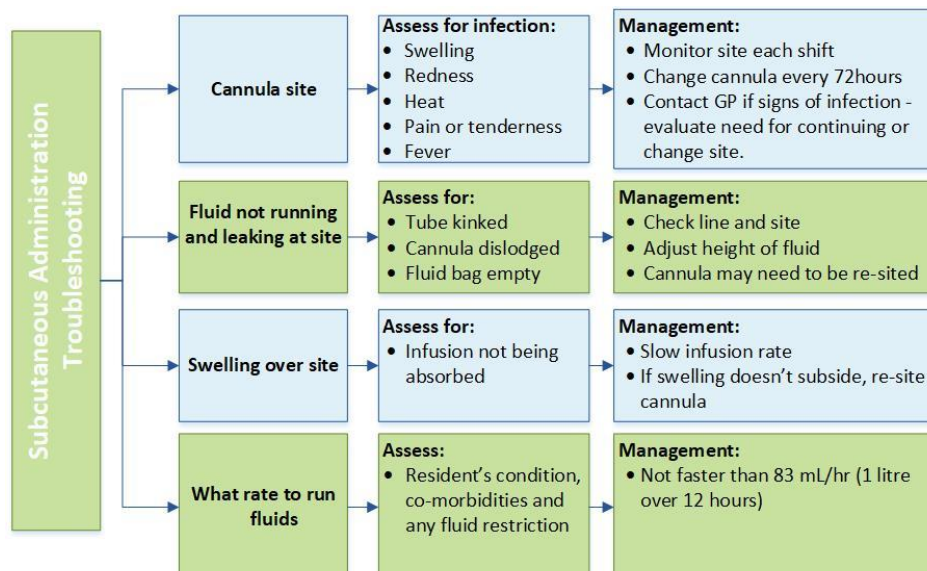 Subcutaneous Administration
Troubleshooting
Cannula site
Assess for infection:
• Swelling
• Redness
• Heat
• Pain or tenderness
• Fever
Management:
• Monitor site each shift
• Change cannula every 72hours
• Contact GP if signs of infection -
evaluate need for continuing or
change site.
Fluid not running
and leaking at site
Assess for:
• Tube kinked
• Cannula dislodged
• Fluid bag empty
Management:
• Check line and site
• Adjust height of fluid
• Cannula may need to be re-sited
Swelling over site
Assess for:
• Infusion not being
absorbed
Management:
• Slow infusion rate
• If swelling doesn't subside, re-site
cannula
What rate to run
fluids
Assess:
• Resident's condition,
co-morbidities and
any fluid restriction
Management:
• Not faster than 83 mL/hr (1 litre
over 12 hours)